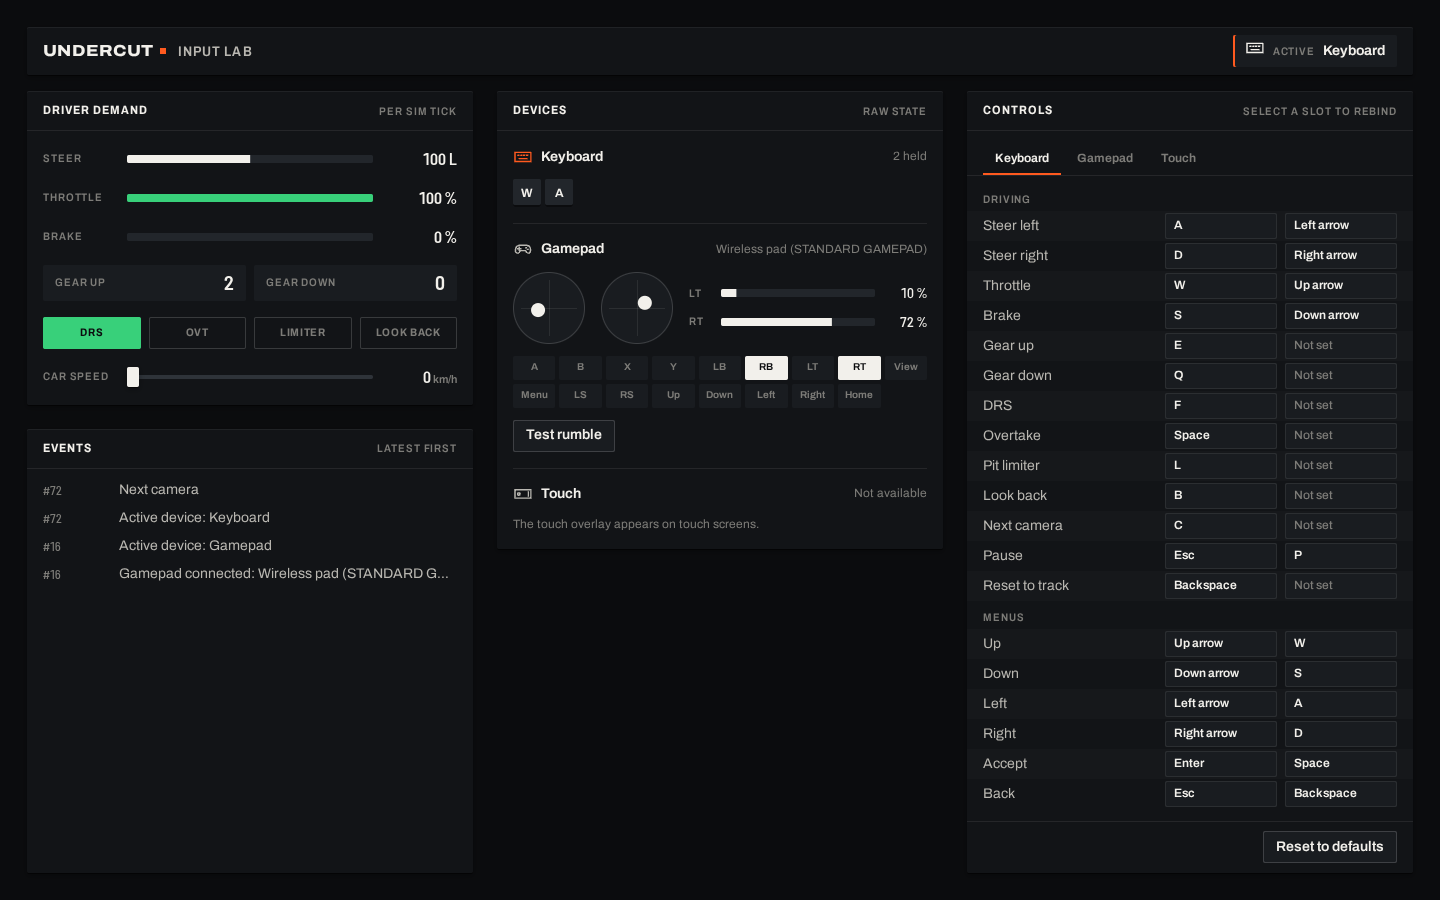 UNDERCUT INPUT LAB
ACTIVE Keyboard
DRIVER DEMAND PER SIM TICK
STEER 100 L
THROTTLE 100 %
BRAKE 0 %
GEAR UP 2 GEAR DOWN 0
DRS OVT LIMITER LOOK BACK
CAR SPEED 0 km/h
EVENTS LATEST FIRST
#72 Next camera
#72 Active device: Keyboard
#16 Active device: Gamepad
#16 Gamepad connected: Wireless pad (STANDARD G...
DEVICES RAW STATE
Keyboard 2 held
W A
Gamepad Wireless pad (STANDARD GAMEPAD)
LT 10 %
RT 72 %
A B X Y LB RB LT RT View
Menu LS RS Up Down Left Right Home
Test rumble
Touch Not available
The touch overlay appears on touch screens.
CONTROLS SELECT A SLOT TO REBIND
Keyboard Gamepad Touch
DRIVING
Steer left A Left arrow
Steer right D Right arrow
Throttle W Up arrow
Brake S Down arrow
Gear up E Not set
Gear down Q Not set
DRS F Not set
Overtake Space Not set
Pit limiter L Not set
Look back B Not set
Next camera C Not set
Pause Esc P
Reset to track Backspace Not set
MENUS
Up Up arrow W
Down Down arrow S
Left Left arrow A
Right Right arrow D
Accept Enter Space
Back Esc Backspace
Reset to defaults